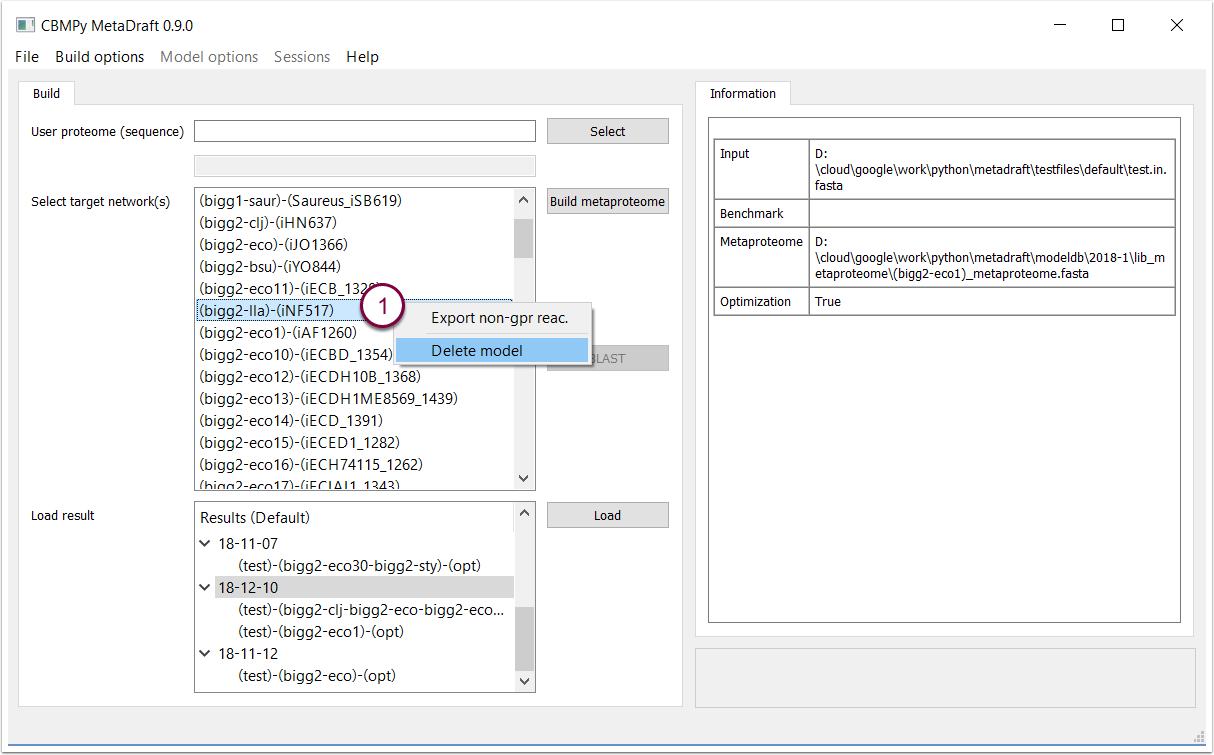 CBMPy MetaDraft 0.9.0
File Build options Model options Sessions Help
Build
User proteome (sequence)
Select
Select target network(s)
(bigg1-saur)-(Saureus_iSB619)
(bigg2-clj)-(iHN637)
(bigg2-eco)-(iJO1366)
(bigg2-bsu)-(iYO844)
(bigg2-eco11)-(iECB_1328)
(bigg2-lla)-(iNF517)
(bigg2-eco1)-(iAF1260)
(bigg2-eco10)-(iECBD_1354)
(bigg2-eco12)-(iECDH10B_1368)
(bigg2-eco13)-(iECDH1ME8569_1439)
(bigg2-eco14)-(iECD_1391)
(bigg2-eco15)-(iECED1_1282)
(bigg2-eco16)-(iECH74115_1262)
(bigg2-eco17)-(iECIAI1_1343)
Build metaproteome
1
Export non-gpr reac.
Delete model
BLAST
Load result
Results (Default)
18-11-07
(test)-(bigg2-eco30-bigg2-sty)-(opt)
18-12-10
(test)-(bigg2-clj-bigg2-eco-bigg2-eco...
(test)-(bigg2-eco1)-(opt)
18-11-12
(test)-(bigg2-eco)-(opt)
Load
Information
Input
D:
\cloud\google\work\python\metadraft\testfiles\default\test.in.
fasta
Benchmark
Metaproteome
D:
\cloud\google\work\python\metadraft\modeldb\2018-1\lib_m
etaproteome\(bigg2-eco1)_metaproteome.fasta
Optimization
True